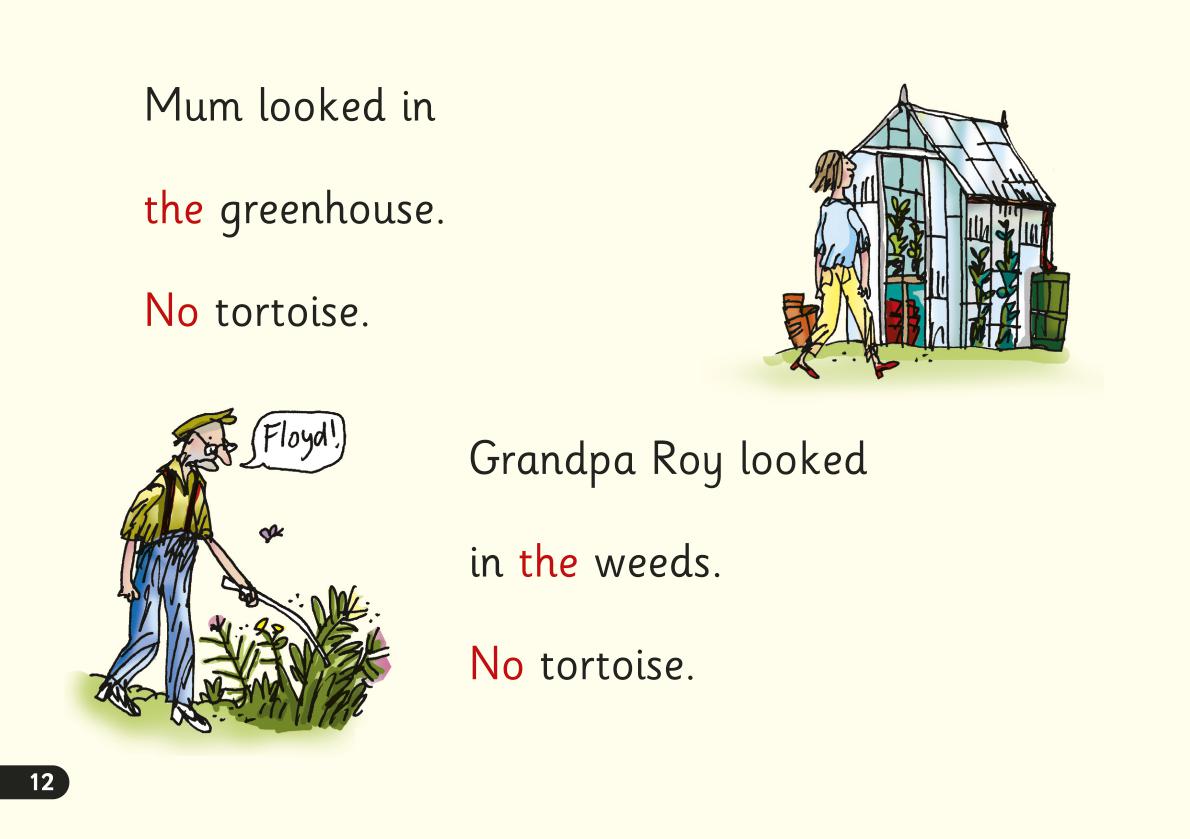 Mum looked in
the greenhouse.
No tortoise.
Floyd!
Grandpa Roy looked
in the weeds.
No tortoise.
12